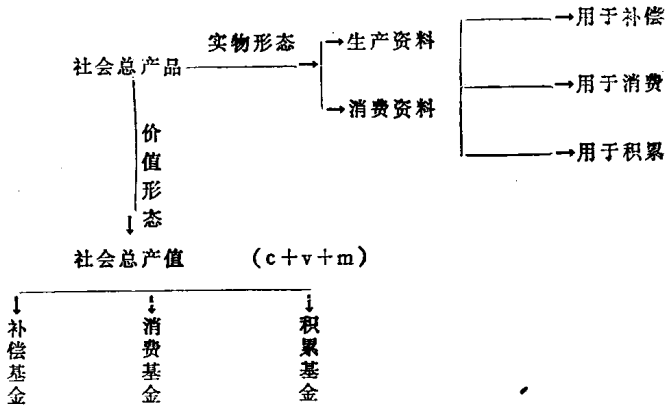 →用于补偿
实物形态
→生产资料
社会总产品
→
→用于消费
→消费资料
→用于积累
价值形态
↓
社会总产值 (c+v+m)
↓ ↓ ↓
补偿基金
消费基金
积累基金